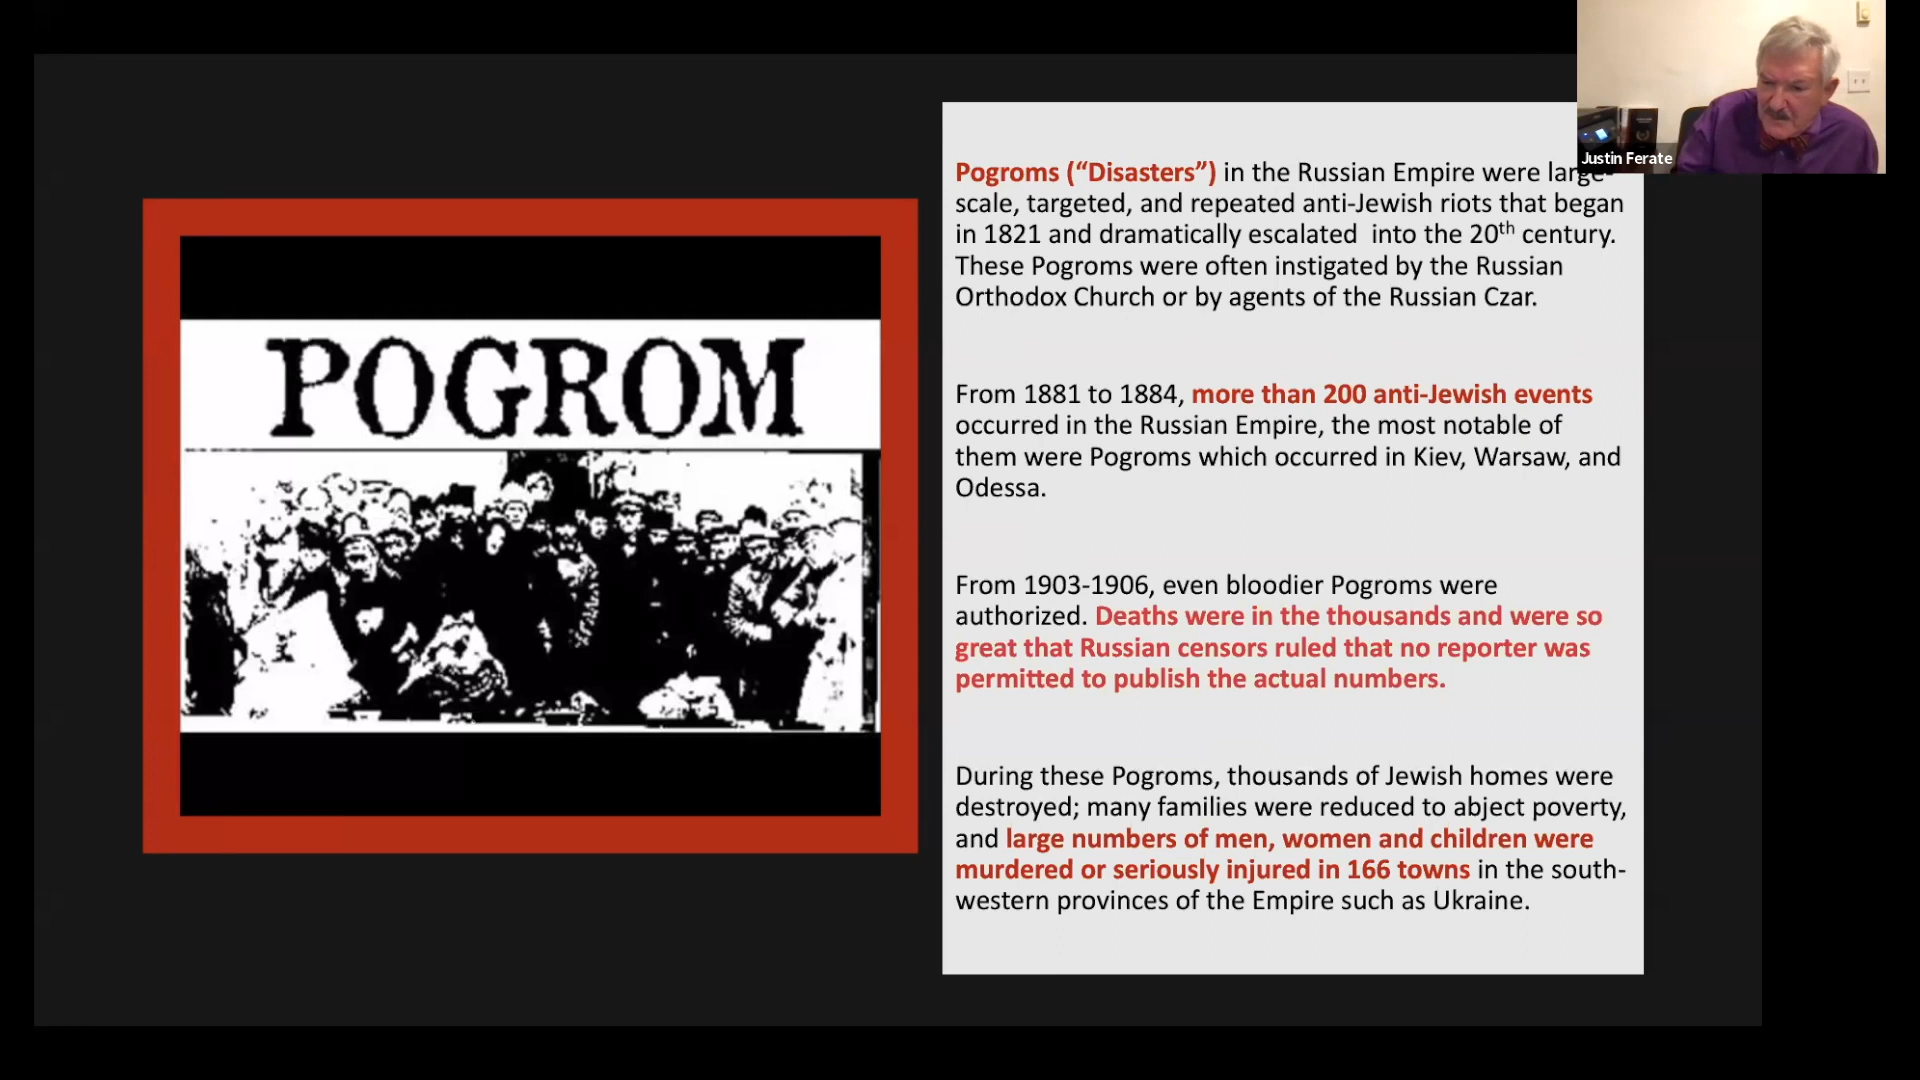 POGROM
Pogroms (“Disasters”) in the Russian Empire were large-
scale, targeted, and repeated anti-Jewish riots that began
in 1821 and dramatically escalated  into the 20th century.
These Pogroms were often instigated by the Russian
Orthodox Church or by agents of the Russian Czar.
From 1881 to 1884, more than 200 anti-Jewish events
occurred in the Russian Empire, the most notable of
them were Pogroms which occurred in Kiev, Warsaw, and
Odessa.
From 1903-1906, even bloodier Pogroms were
authorized. Deaths were in the thousands and were so
great that Russian censors ruled that no reporter was
permitted to publish the actual numbers.
During these Pogroms, thousands of Jewish homes were
destroyed; many families were reduced to abject poverty,
and large numbers of men, women and children were
murdered or seriously injured in 166 towns in the south-
western provinces of the Empire such as Ukraine.
Justin Ferate